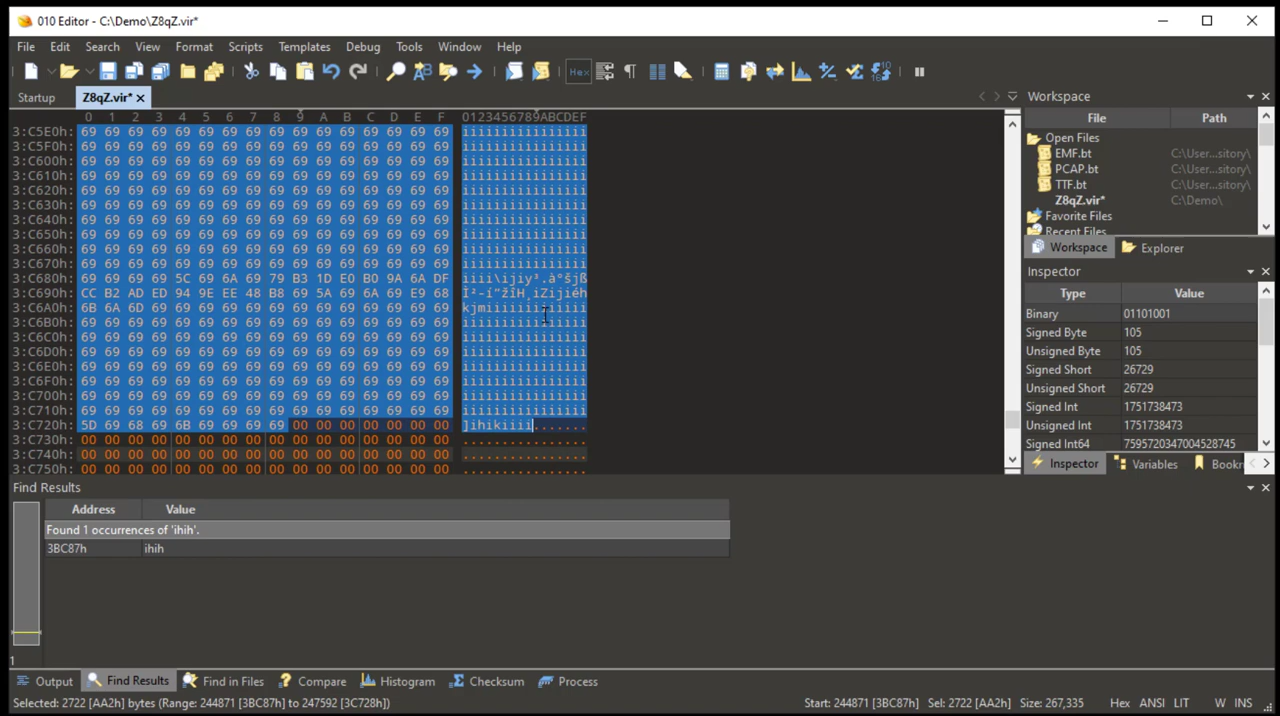 010 Editor - C:\Demo\Z8qZ.vir*
File Edit Search View Format Scripts Templates Debug Tools Window Help
Hex
Startup Z8qZ.vir*
0 1 2 3 4 5 6 7 8 9 A B C D E F 0123456789ABCDEF
3:C5E0h: 69 69 69 69 69 69 69 69 69 69 69 69 69 69 69 69 iiiiiiiiiiiiiiii
3:C5F0h: 69 69 69 69 69 69 69 69 69 69 69 69 69 69 69 69 iiiiiiiiiiiiiiii
3:C600h: 69 69 69 69 69 69 69 69 69 69 69 69 69 69 69 69 iiiiiiiiiiiiiiii
3:C610h: 69 69 69 69 69 69 69 69 69 69 69 69 69 69 69 69 iiiiiiiiiiiiiiii
3:C620h: 69 69 69 69 69 69 69 69 69 69 69 69 69 69 69 69 iiiiiiiiiiiiiiii
3:C630h: 69 69 69 69 69 69 69 69 69 69 69 69 69 69 69 69 iiiiiiiiiiiiiiii
3:C640h: 69 69 69 69 69 69 69 69 69 69 69 69 69 69 69 69 iiiiiiiiiiiiiiii
3:C650h: 69 69 69 69 69 69 69 69 69 69 69 69 69 69 69 69 iiiiiiiiiiiiiiii
3:C660h: 69 69 69 69 69 69 69 69 69 69 69 69 69 69 69 69 iiiiiiiiiiiiiiii
3:C670h: 69 69 69 69 69 69 69 69 69 69 69 69 69 69 69 69 iiiiiiiiiiiiiiii
3:C680h: 69 69 69 69 5C 69 6A 69 79 B3 1D E0 B0 9A 6A DF iiii\ijiy³.à°šjß
3:C690h: CC B2 AD ED 94 9E EE 48 B8 69 5A 69 6A 69 E9 68 Ì²-í”žîH¸iZijiéh
3:C6A0h: 6B 6A 6D 69 69 69 69 69 69 69 69 69 69 69 69 69 kjmiiiiiiiiiiiii
3:C6B0h: 69 69 69 69 69 69 69 69 69 69 69 69 69 69 69 69 iiiiiiiiiiiiiiii
3:C6C0h: 69 69 69 69 69 69 69 69 69 69 69 69 69 69 69 69 iiiiiiiiiiiiiiii
3:C6D0h: 69 69 69 69 69 69 69 69 69 69 69 69 69 69 69 69 iiiiiiiiiiiiiiii
3:C6E0h: 69 69 69 69 69 69 69 69 69 69 69 69 69 69 69 69 iiiiiiiiiiiiiiii
3:C6F0h: 69 69 69 69 69 69 69 69 69 69 69 69 69 69 69 69 iiiiiiiiiiiiiiii
3:C700h: 69 69 69 69 69 69 69 69 69 69 69 69 69 69 69 69 iiiiiiiiiiiiiiii
3:C710h: 69 69 69 69 69 69 69 69 69 69 69 69 69 69 69 69 iiiiiiiiiiiiiiii
3:C720h: 5D 69 68 69 6B 69 69 69 69 00 00 00 00 00 00 00 ]ihikiiii.......
3:C730h: 00 00 00 00 00 00 00 00 00 00 00 00 00 00 00 00 ................
3:C740h: 00 00 00 00 00 00 00 00 00 00 00 00 00 00 00 00 ................
3:C750h: 00 00 00 00 00 00 00 00 00 00 00 00 00 00 00 00 ................
Workspace
File Path
Open Files
EMF.bt C:\User...sitory\
PCAP.bt C:\User...sitory\
TTF.bt C:\User...sitory\
Z8qZ.vir* C:\Demo\
Favorite Files
Recent Files
Workspace Explorer
Inspector
Type Value
Binary 01101001
Signed Byte 105
Unsigned Byte 105
Signed Short 26729
Unsigned Short 26729
Signed Int 1751738473
Unsigned Int 1751738473
Signed Int64 7595720347004528745
Inspector Variables Bookn
Find Results
Address Value
Found 1 occurrences of 'ihih'.
3BC87h ihih
1
Output Find Results Find in Files Compare Histogram Checksum Process
Selected: 2722 [AA2h] bytes (Range: 244871 [3BC87h] to 247592 [3C728h]) Start: 244871 [3BC87h] Sel: 2722 [AA2h] Size: 267,335 Hex ANSI LIT W INS